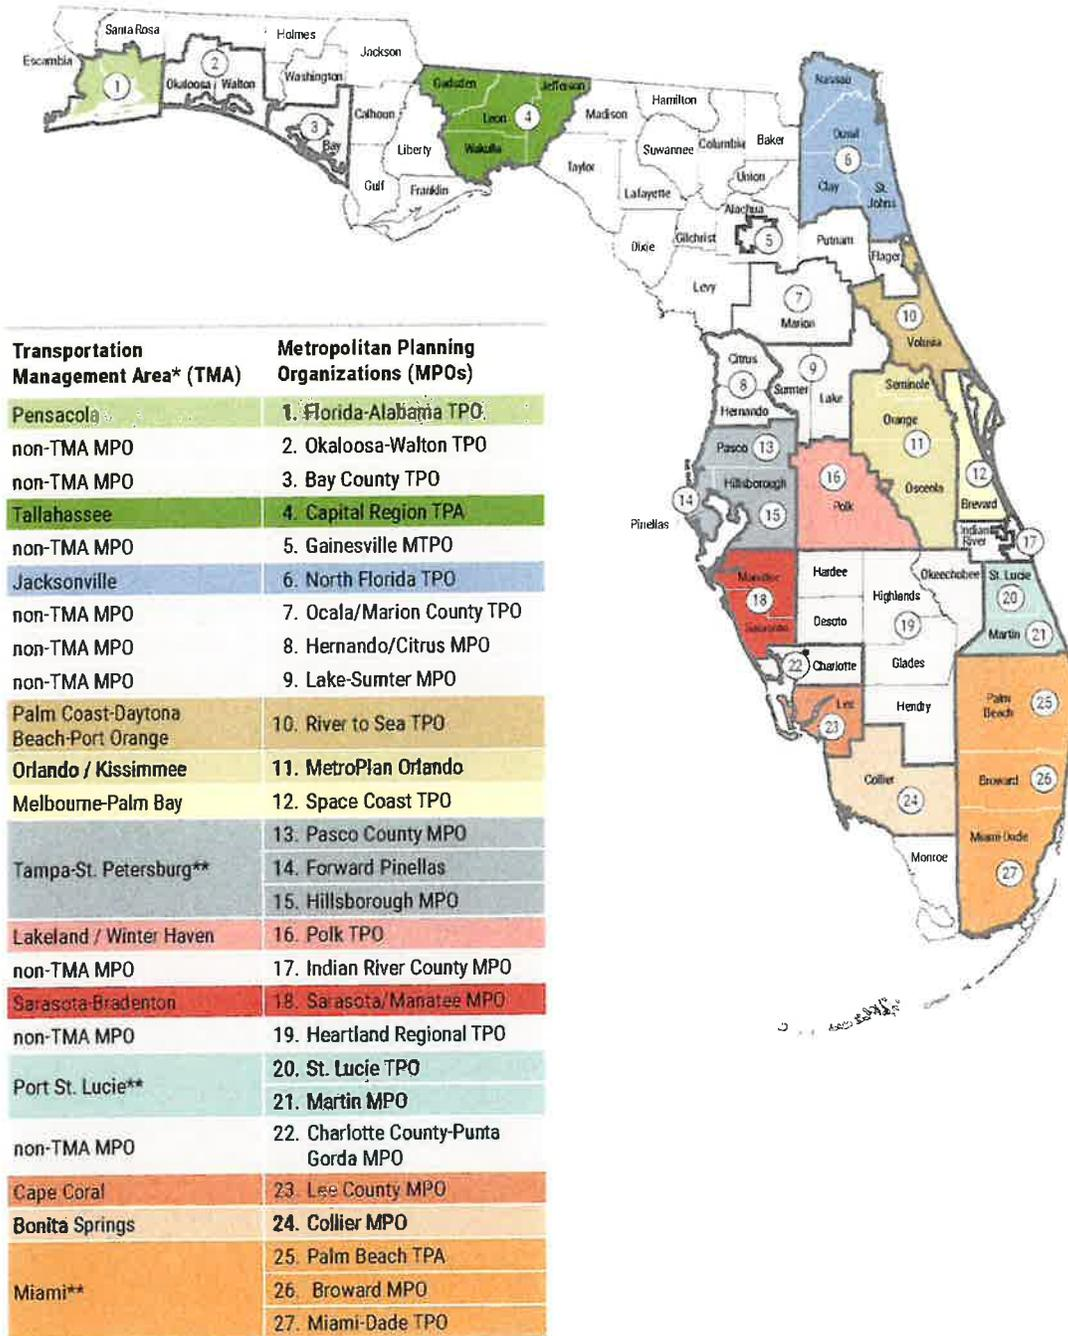 Santa Rosa
Holmes
Escambia
Jackson
2
Washington
Okaloosa Walton
1
Gadsden
Jefferson
Nassau
Hamilton
Calhoun
Leon
4
Madison
3
Bay
Duval
Baker
Columbia
Suwannee
Liberty
Wakulla
6
Taylor
Union
Gulf
Franklin
Lafayette
Clay
St.
Johns
Alachua
Gilchrist
5
Putnam
Dixie
Flagler
Levy
7
Marion
10
Volusia
Citrus
9
8
Sumter
Lake
Seminole
Hernando
Orange
11
Pasco
13
12
Hillsborough
16
Osceola
14
Polk
Brevard
15
Pinellas
Indian
River
17
Manatee
Hardee
Okeechobee
St. Lucie
18
Highlands
20
Sarasota
Desoto
19
Martin
21
22
Charlotte
Glades
Lee
Hendry
Palm
Beach
25
23
Collier
Broward
26
24
Miami-Dade
Monroe
27
Transportation
Management Area* (TMA)
Metropolitan Planning
Organizations (MPOs)
Pensacola
1. Florida-Alabama TPO
non-TMA MPO
2. Okaloosa-Walton TPO
non-TMA MPO
3. Bay County TPO
Tallahassee
4. Capital Region TPA
non-TMA MPO
5. Gainesville MTPO
Jacksonville
6. North Florida TPO
non-TMA MPO
7. Ocala/Marion County TPO
non-TMA MPO
8. Hernando/Citrus MPO
non-TMA MPO
9. Lake-Sumter MPO
Palm Coast-Daytona
Beach-Port Orange
10. River to Sea TPO
Orlando / Kissimmee
11. MetroPlan Orlando
Melbourne-Palm Bay
12. Space Coast TPO
Tampa-St. Petersburg**
13. Pasco County MPO
14. Forward Pinellas
15. Hillsborough MPO
Lakeland / Winter Haven
16. Polk TPO
non-TMA MPO
17. Indian River County MPO
Sarasota-Bradenton
18. Sarasota/Manatee MPO
non-TMA MPO
19. Heartland Regional TPO
Port St. Lucie**
20. St. Lucie TPO
21. Martin MPO
non-TMA MPO
22. Charlotte County-Punta
Gorda MPO
Cape Coral
23. Lee County MPO
Bonita Springs
24. Collier MPO
Miami**
25. Palm Beach TPA
26. Broward MPO
27. Miami-Dade TPO